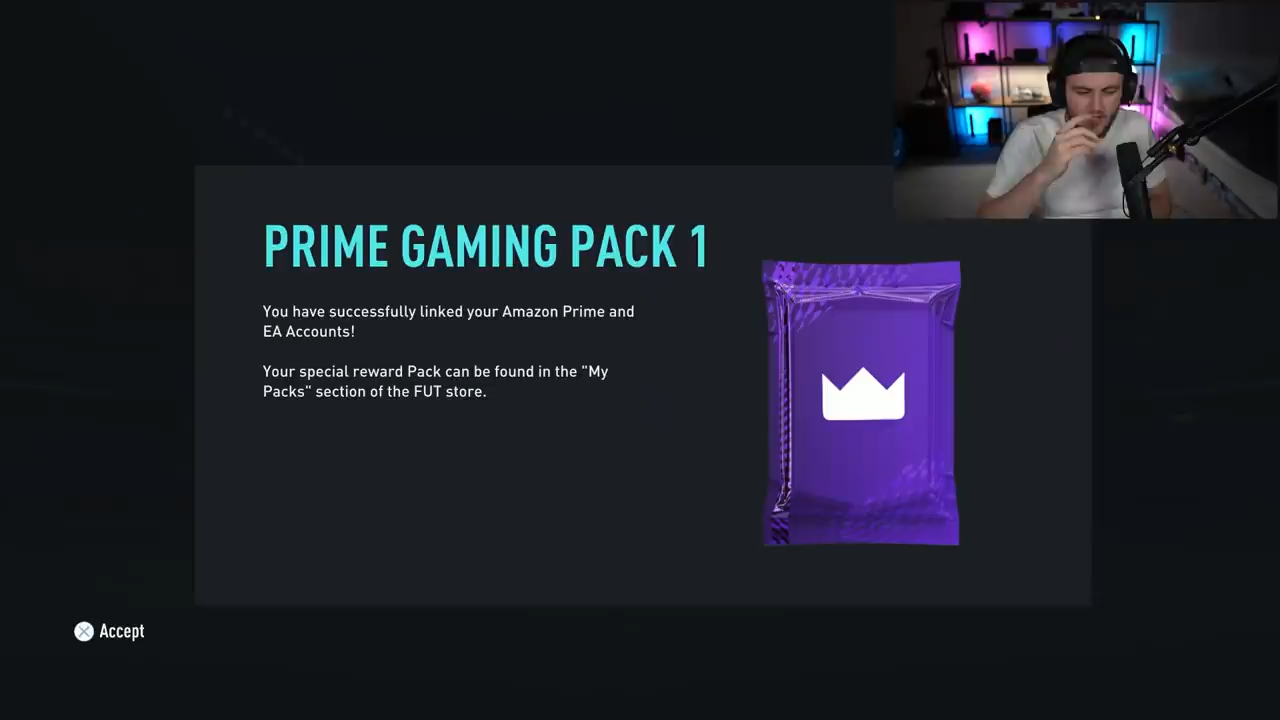 PRIME GAMING PACK 1
You have successfully linked your Amazon Prime and
EA Accounts!
Your special reward Pack can be found in the "My
Packs" section of the FUT store.
Accept